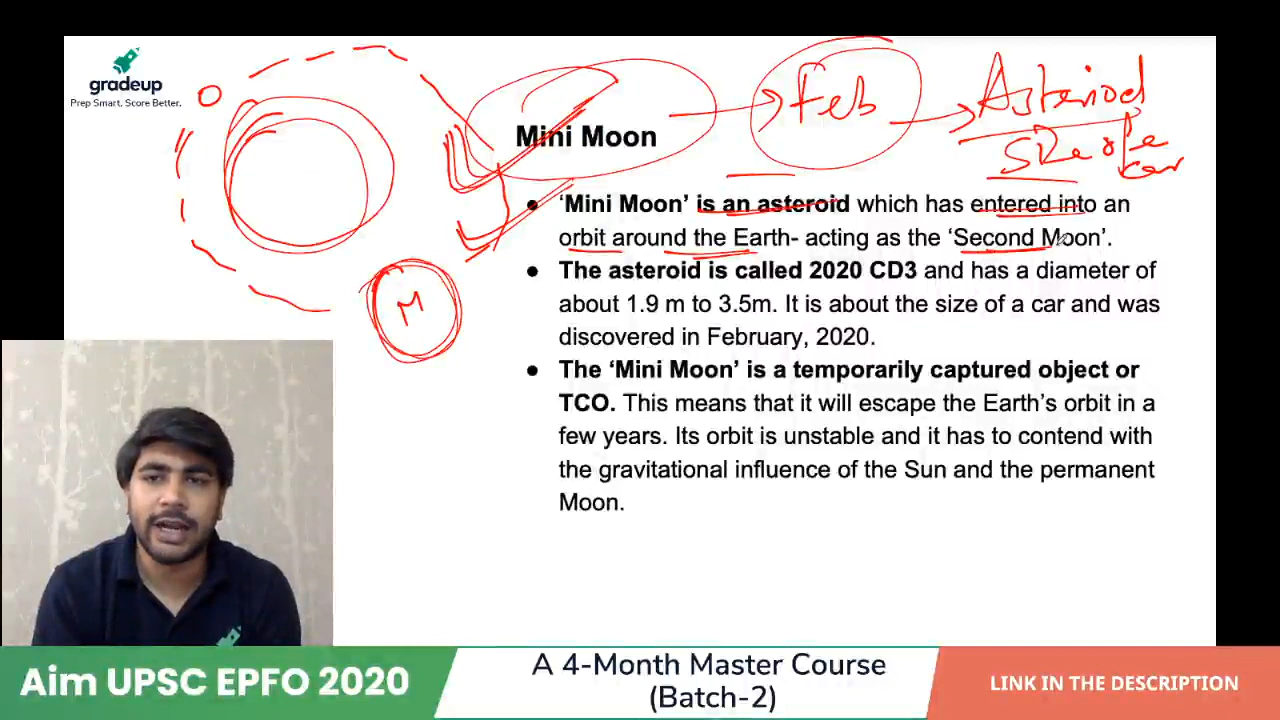 gradeup
Prep Smart. Score Better.
Feb
Asteriod
Size of a
car
Mini Moon
M
• ‘Mini Moon’ is an asteroid which has entered into an
orbit around the Earth- acting as the ‘Second Moon’.
• The asteroid is called 2020 CD3 and has a diameter of
about 1.9 m to 3.5m. It is about the size of a car and was
discovered in February, 2020.
• The ‘Mini Moon’ is a temporarily captured object or
TCO. This means that it will escape the Earth’s orbit in a
few years. Its orbit is unstable and it has to contend with
the gravitational influence of the Sun and the permanent
Moon.
Aim UPSC EPFO 2020
A 4-Month Master Course
(Batch-2)
LINK IN THE DESCRIPTION